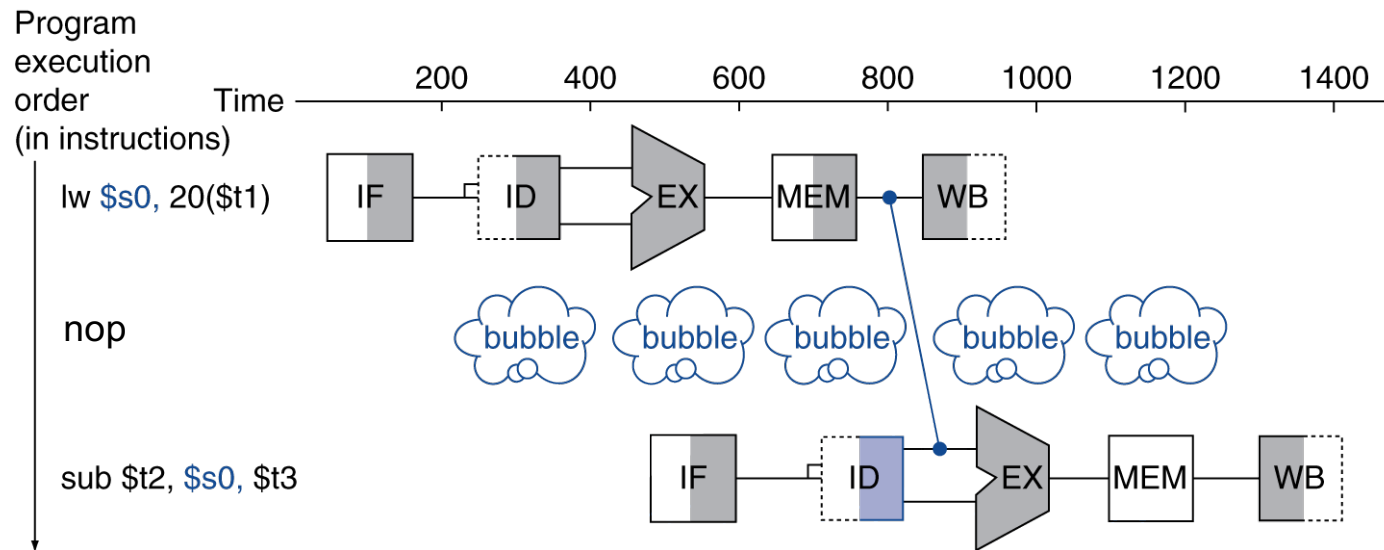 Program
execution
order
(in instructions)
Time
200 400 600 800 1000 1200 1400
lw $s0, 20($t1)
IF ID EX MEM WB
nop
bubble bubble bubble bubble bubble
sub $t2, $s0, $t3
IF ID EX MEM WB